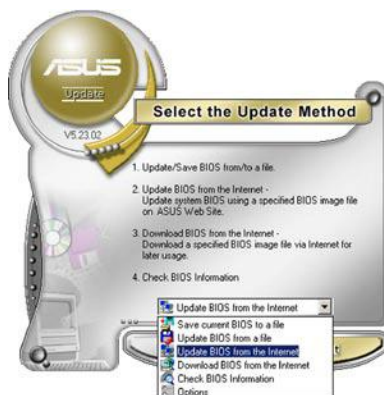 ASUS
Update
V5.23.02
Select the Update Method
1. Update/Save BIOS from/to a file.
2. Update BIOS from the Internet -
Update system BIOS using a specified BIOS image file
on ASUS Web Site.
3. Download BIOS from the Internet -
Download a specified BIOS image file via Internet for
later usage.
4. Check BIOS Information
Update BIOS from the Internet
Save current BIOS to a file
Update BIOS from a file
Update BIOS from the Internet
Download BIOS from the Internet
Check BIOS Information
Options